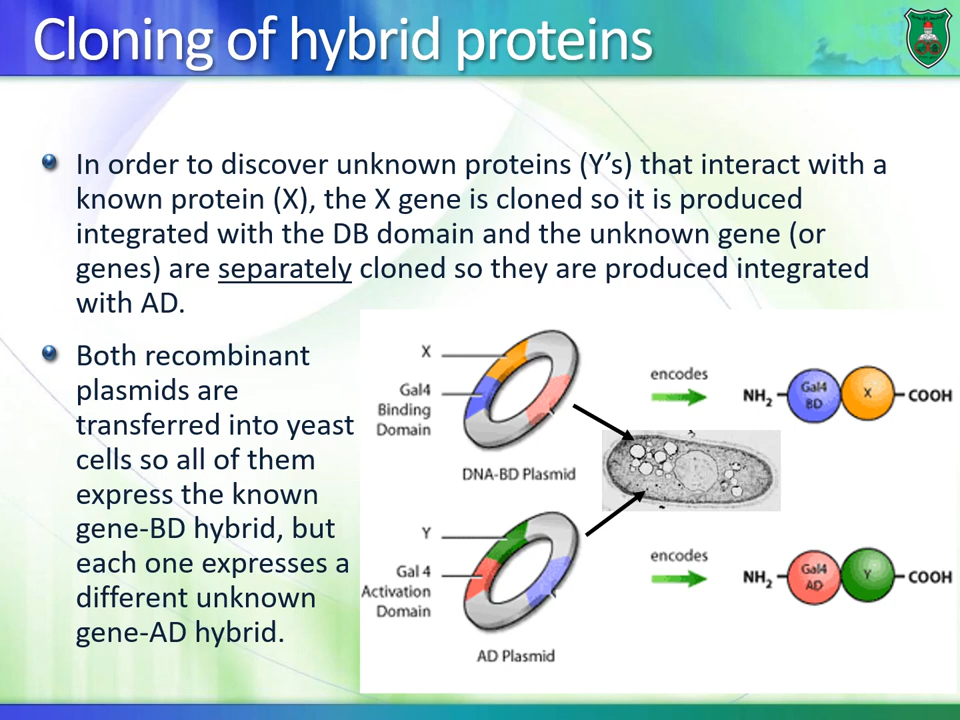 Cloning of hybrid proteins
In order to discover unknown proteins (Y’s) that interact with a
known protein (X), the X gene is cloned so it is produced
integrated with the DB domain and the unknown gene (or
genes) are separately cloned so they are produced integrated
with AD.
Both recombinant
plasmids are
transferred into yeast
cells so all of them
express the known
gene-BD hybrid, but
each one expresses a
different unknown
gene-AD hybrid.
X
Gal4
Binding
Domain
DNA-BD Plasmid
encodes
NH2
Gal4
BD
X
COOH
Y
Gal 4
Activation
Domain
AD Plasmid
encodes
NH2
Gal4
AD
Y
COOH